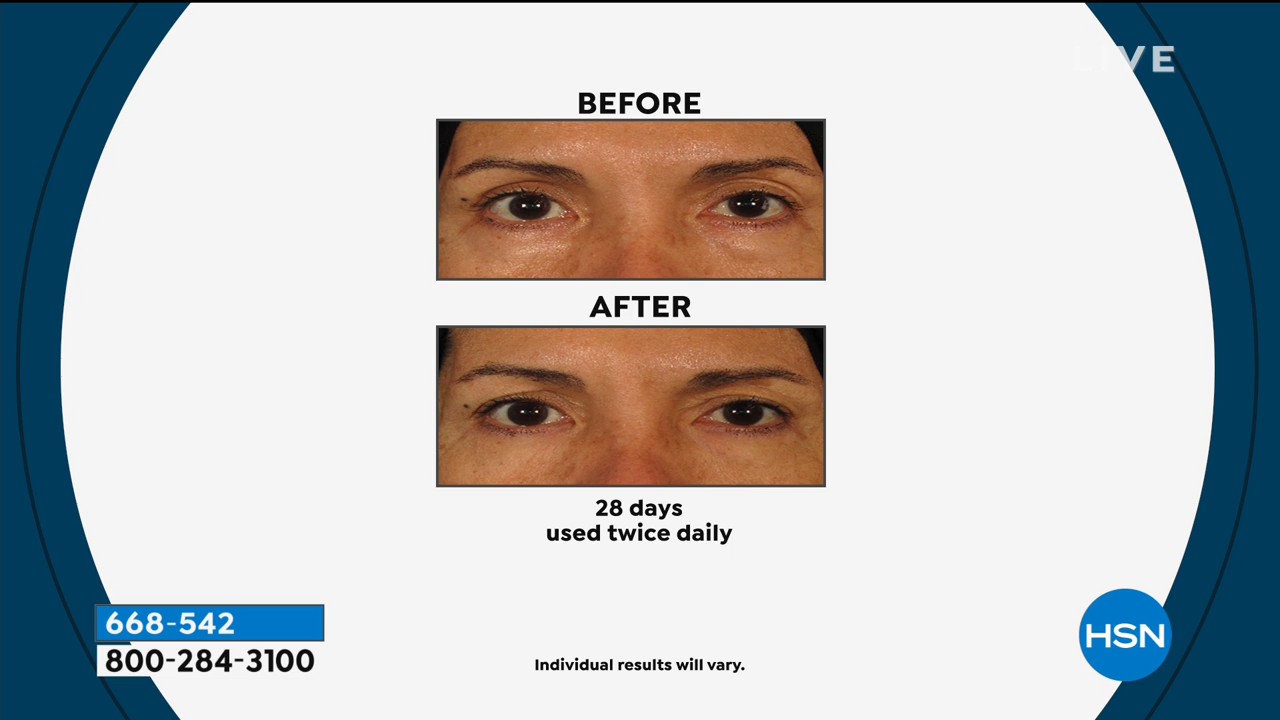 LIVE
BEFORE
AFTER
28 days
used twice daily
668-542
800-284-3100
Individual results will vary.
HSN